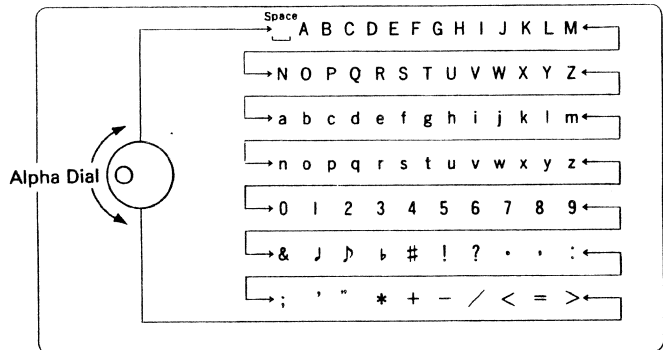 Space
␣ A B C D E F G H I J K L M
N O P Q R S T U V W X Y Z
a b c d e f g h i j k l m
n o p q r s t u v w x y z
Alpha Dial
0 1 2 3 4 5 6 7 8 9
& ♩ ♪ ♭ # ! ? . , :
; ' " * + − / < = >